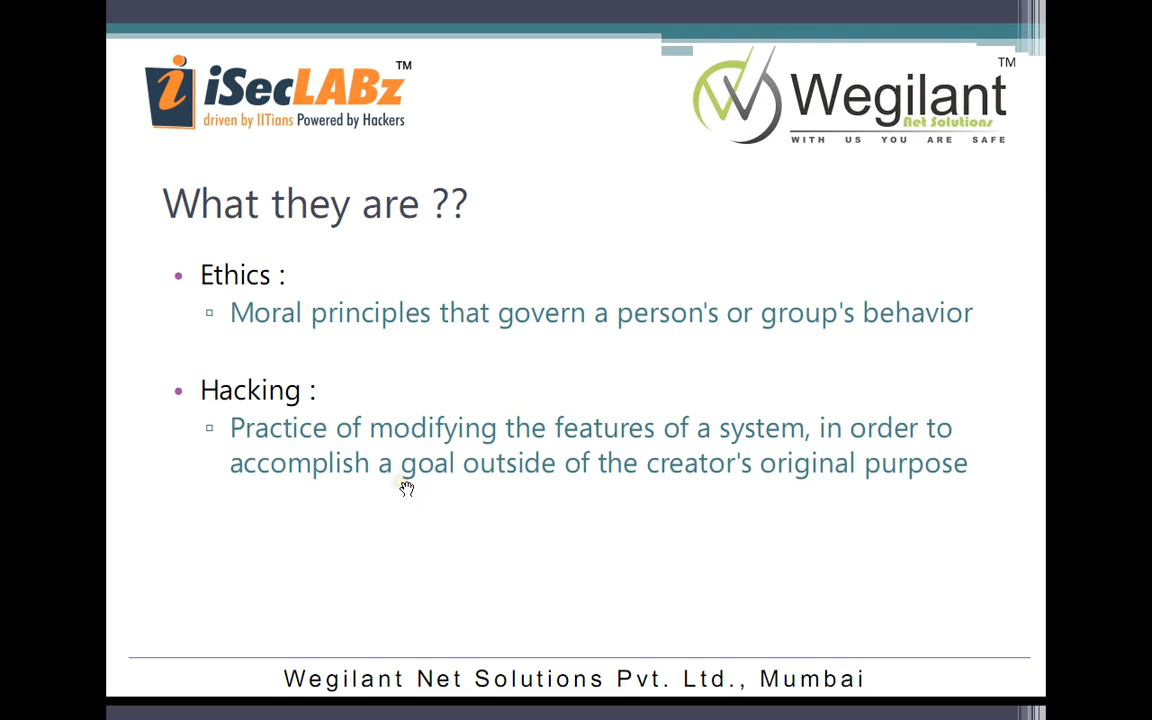 iSecLABz™
driven by IITians Powered by Hackers
Wegilant™
Net Solutions
WITH US YOU ARE SAFE
What they are ??
• Ethics :
▫ Moral principles that govern a person's or group's behavior
• Hacking :
▫ Practice of modifying the features of a system, in order to
accomplish a goal outside of the creator's original purpose
Wegilant Net Solutions Pvt. Ltd., Mumbai